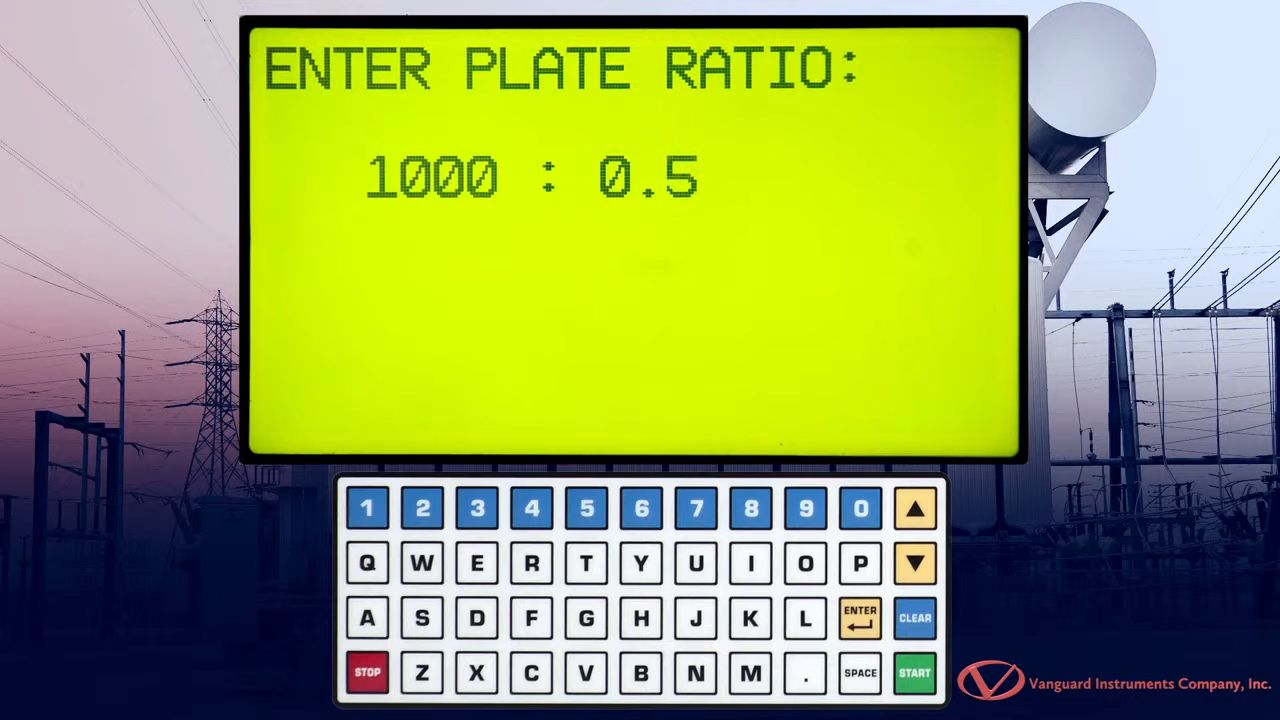 ENTER PLATE RATIO:
1000 : 0.5
1 2 3 4 5 6 7 8 9 0 ▲
Q W E R T Y U I O P ▼
A S D F G H J K L ENTER CLEAR
STOP Z X C V B N M . SPACE START
V Vanguard Instruments Company, Inc.